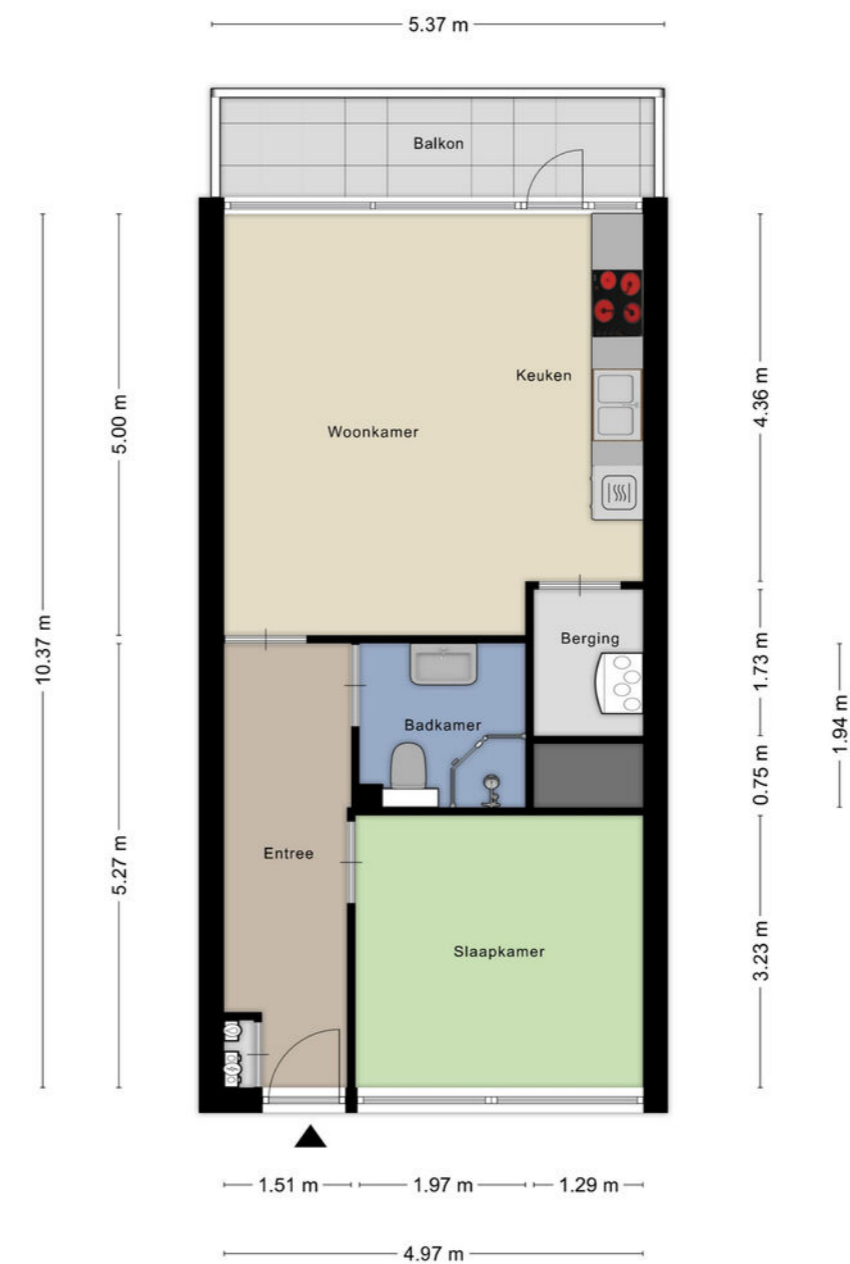 5.37 m
Balkon
4.36 m
Keuken
5.00 m
Woonkamer
10.37 m
Berging
1.73 m
1.94 m
Badkamer
0.75 m
Entree
5.27 m
Slaapkamer
3.23 m
1.51 m
1.97 m
1.29 m
4.97 m